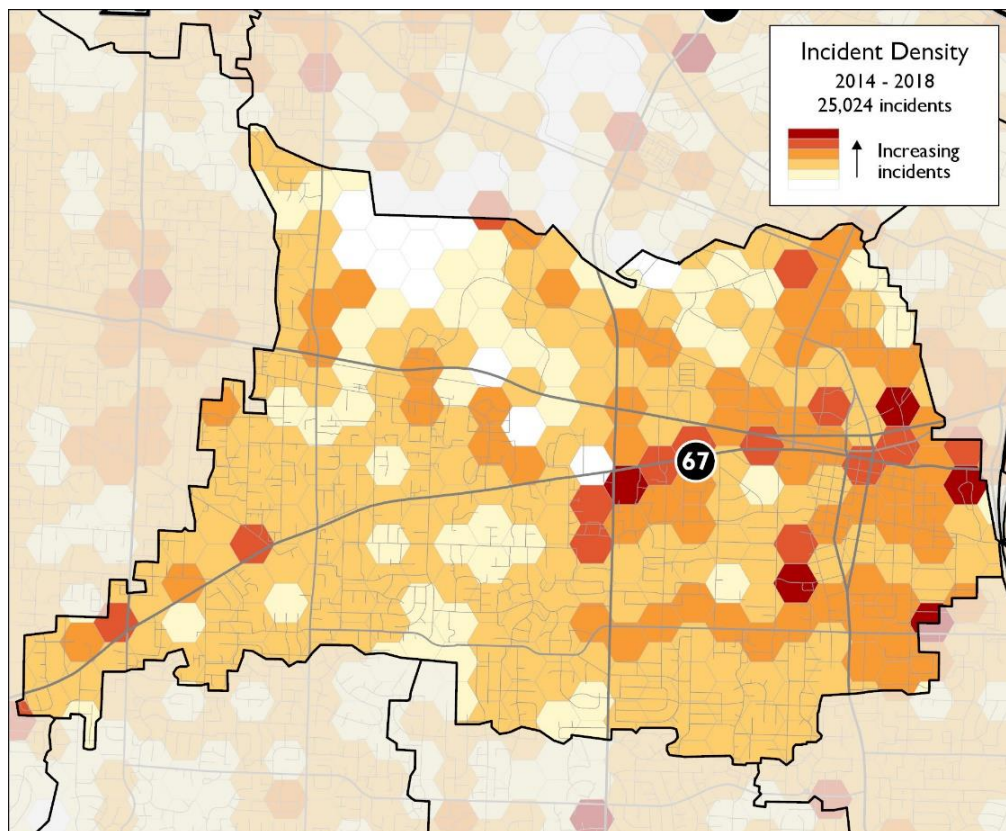 Incident Density
2014 - 2018
25,024 incidents
Increasing
incidents
67